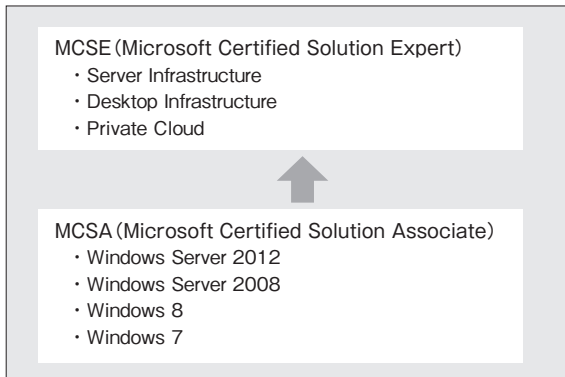 MCSE（Microsoft Certified Solution Expert）
・Server Infrastructure
・Desktop Infrastructure
・Private Cloud
MCSA（Microsoft Certified Solution Associate）
・Windows Server 2012
・Windows Server 2008
・Windows 8
・Windows 7